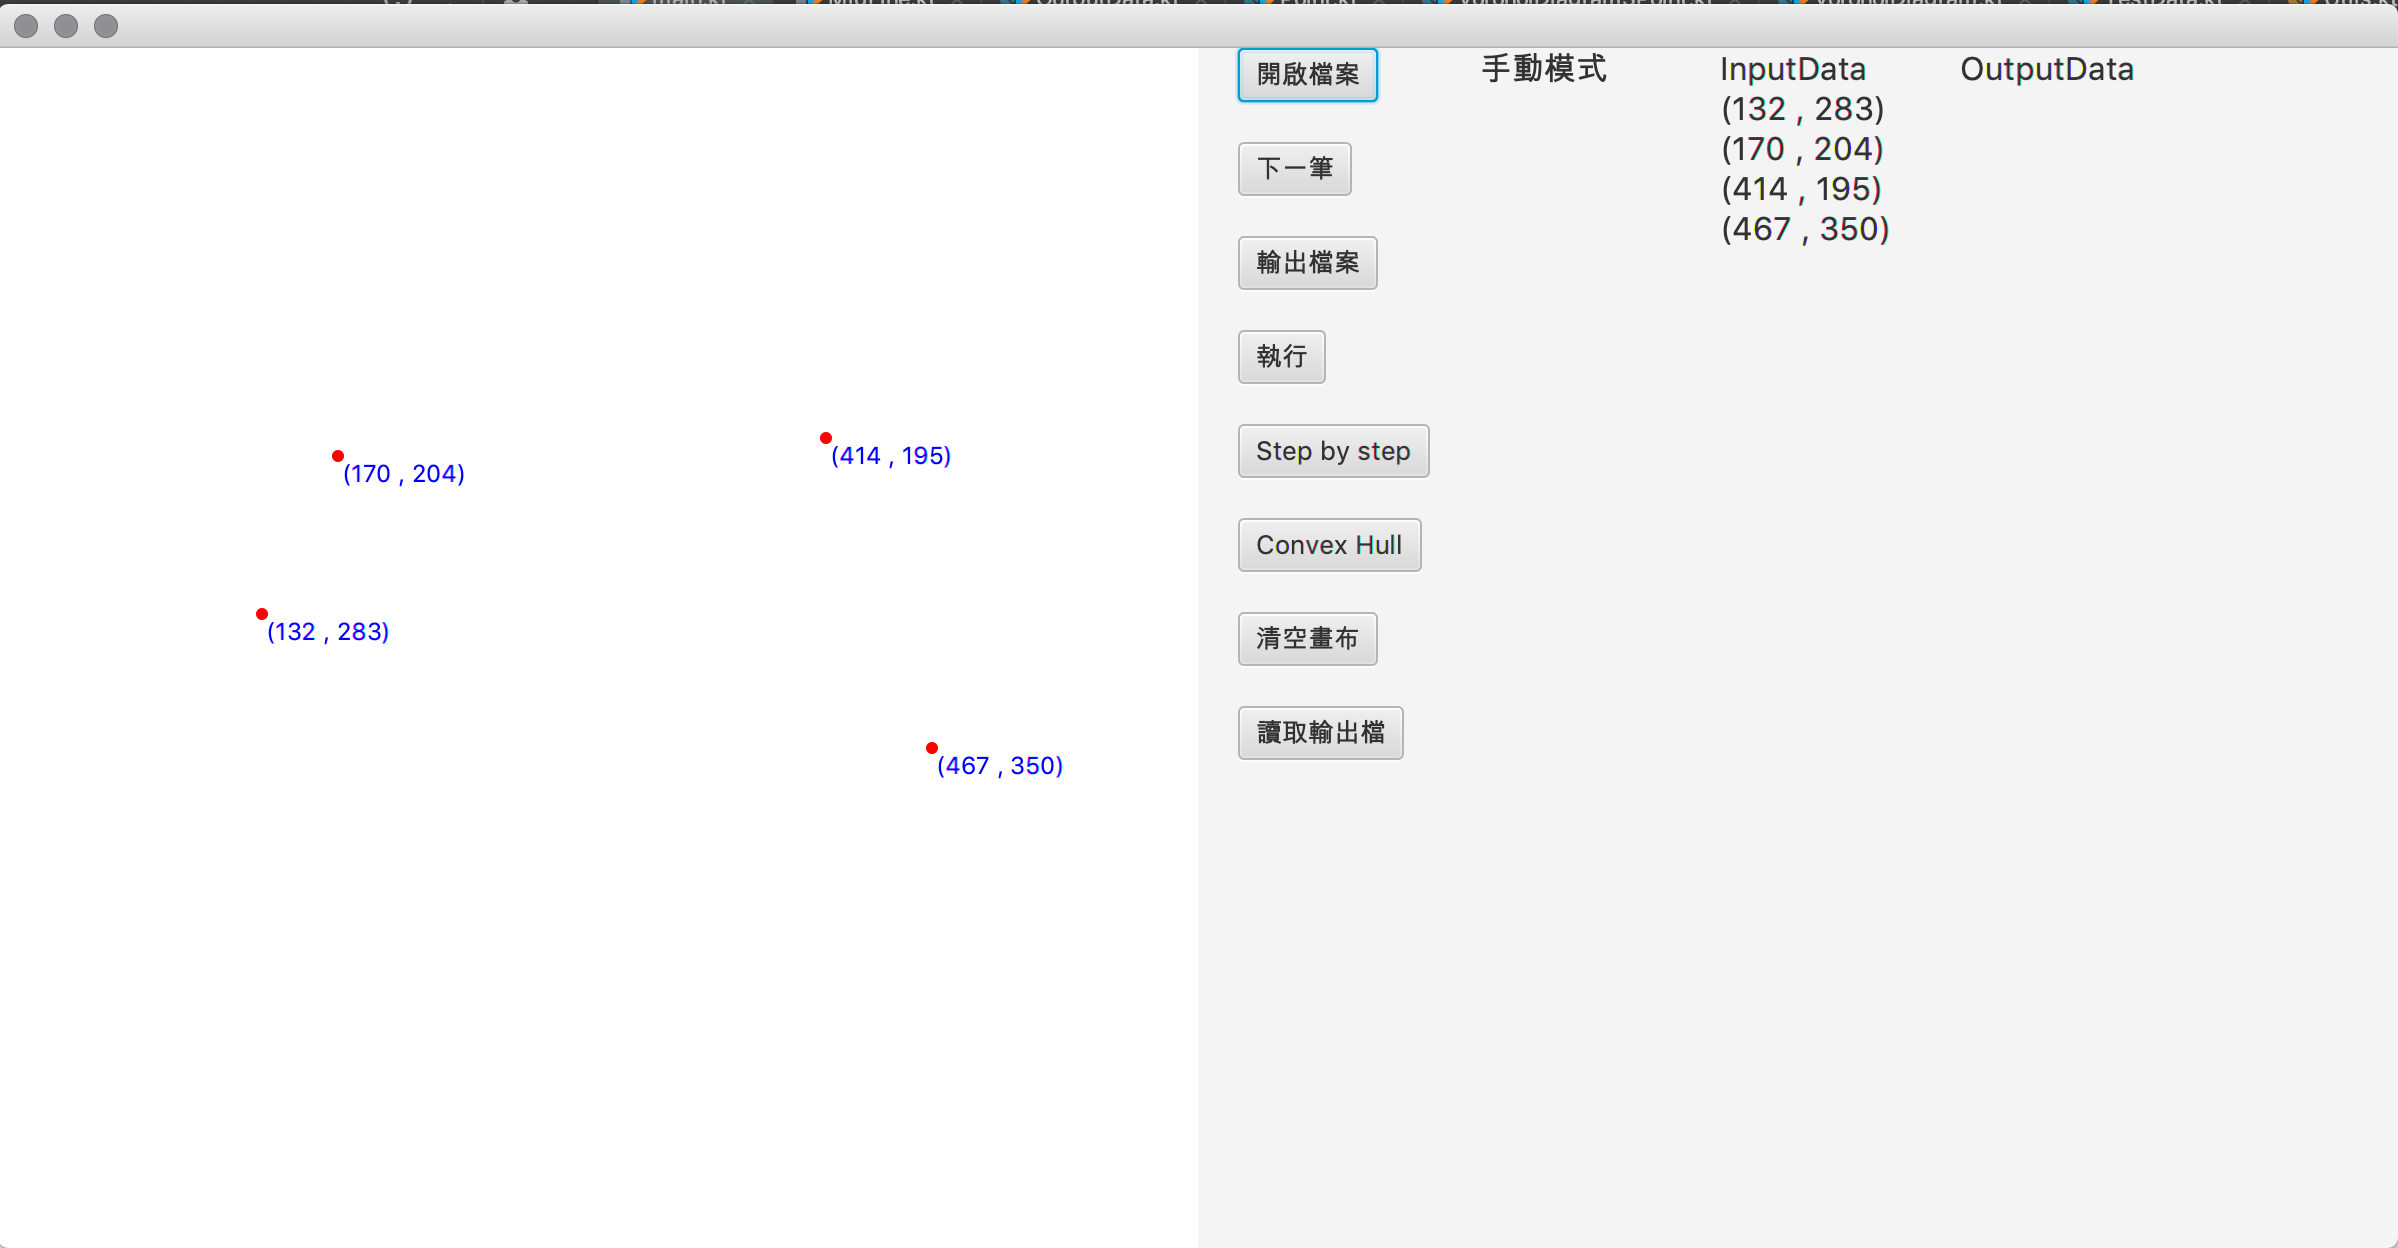 (170 , 204)
(414 , 195)
(132 , 283)
(467 , 350)
開啟檔案
下一筆
輸出檔案
執行
Step by step
Convex Hull
清空畫布
讀取輸出檔
手動模式
InputData
(132 , 283)
(170 , 204)
(414 , 195)
(467 , 350)
OutputData